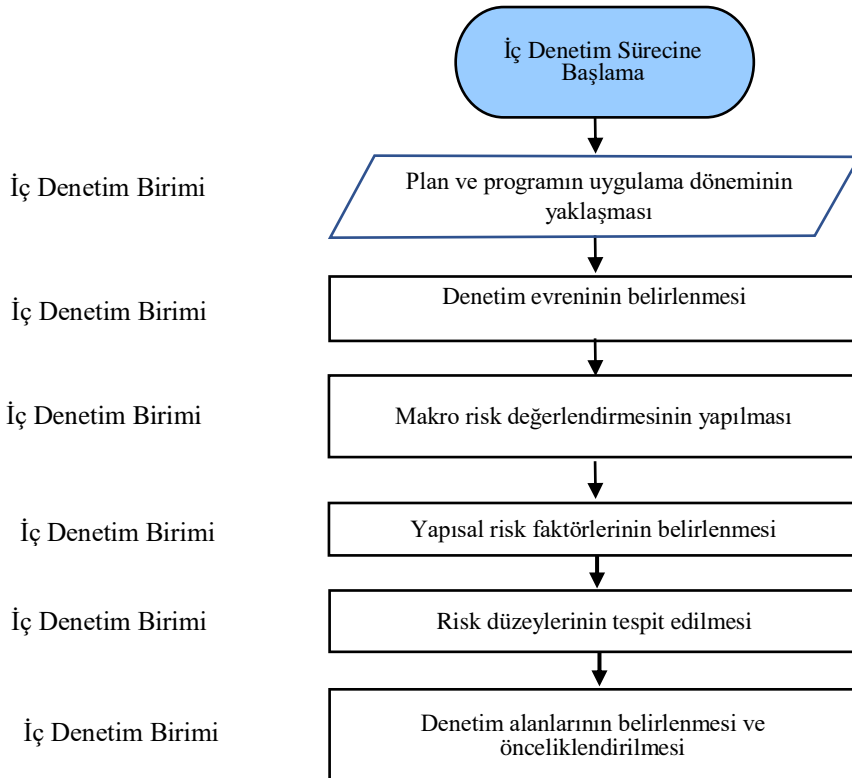 İç Denetim Sürecine
Başlama
İç Denetim Birimi
Plan ve programın uygulama döneminin
yaklaşması
İç Denetim Birimi
Denetim evreninin belirlenmesi
İç Denetim Birimi
Makro risk değerlendirmesinin yapılması
İç Denetim Birimi
Yapısal risk faktörlerinin belirlenmesi
İç Denetim Birimi
Risk düzeylerinin tespit edilmesi
İç Denetim Birimi
Denetim alanlarının belirlenmesi ve
önceliklendirilmesi